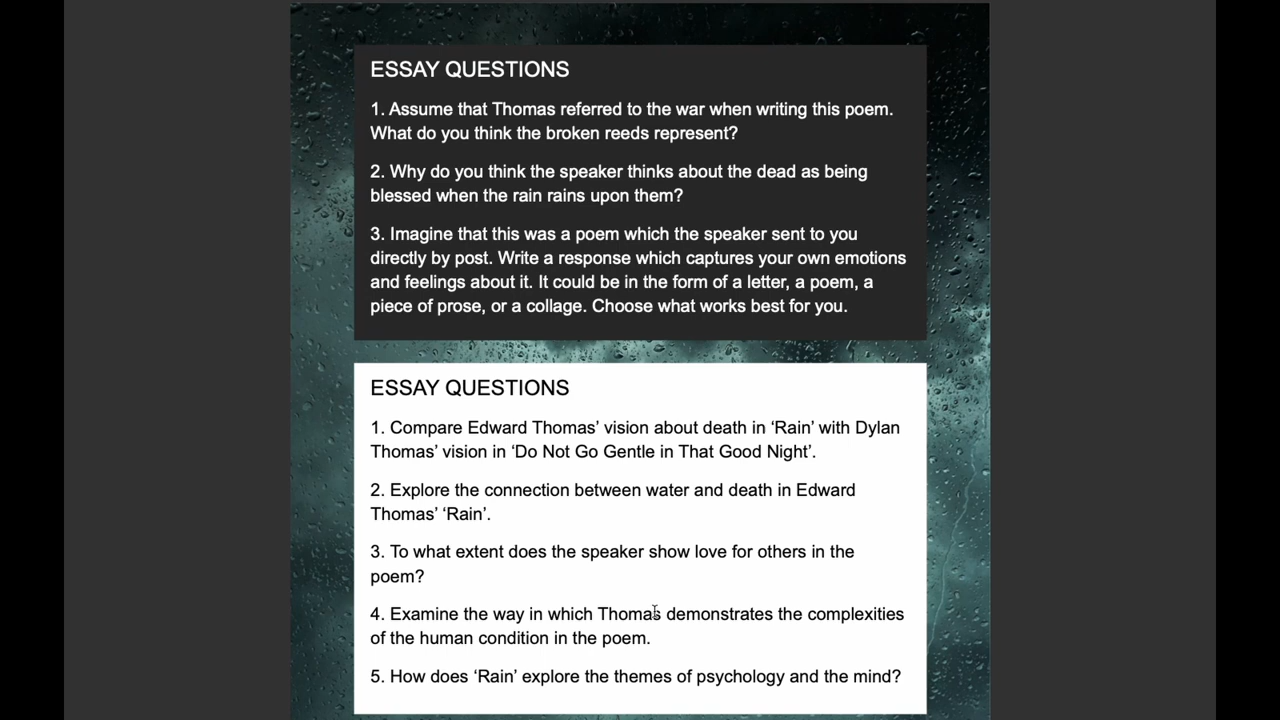 ESSAY QUESTIONS
1. Assume that Thomas referred to the war when writing this poem.
What do you think the broken reeds represent?
2. Why do you think the speaker thinks about the dead as being
blessed when the rain rains upon them?
3. Imagine that this was a poem which the speaker sent to you
directly by post. Write a response which captures your own emotions
and feelings about it. It could be in the form of a letter, a poem, a
piece of prose, or a collage. Choose what works best for you.
ESSAY QUESTIONS
1. Compare Edward Thomas’ vision about death in ‘Rain’ with Dylan
Thomas’ vision in ‘Do Not Go Gentle in That Good Night’.
2. Explore the connection between water and death in Edward
Thomas’ ‘Rain’.
3. To what extent does the speaker show love for others in the
poem?
4. Examine the way in which Thomas demonstrates the complexities
of the human condition in the poem.
5. How does ‘Rain’ explore the themes of psychology and the mind?